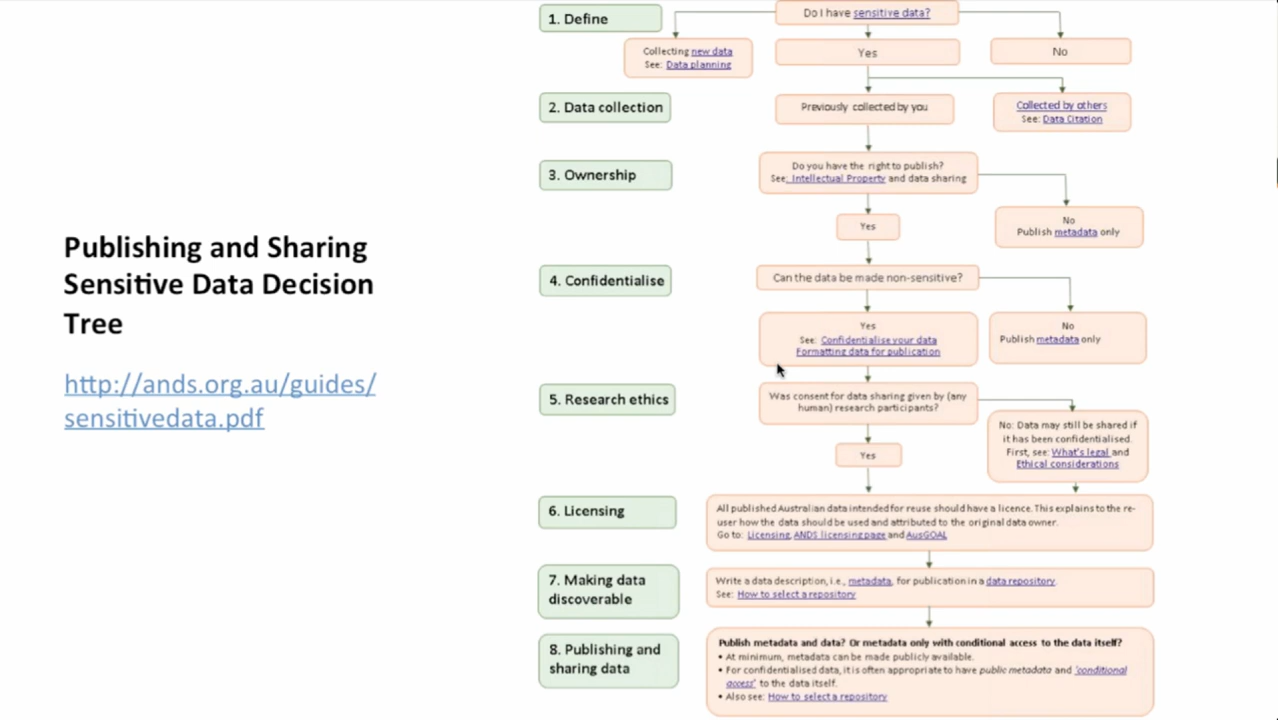 Publishing and Sharing
Sensitive Data Decision
Tree
http://ands.org.au/guides/
sensitivedata.pdf
1. Define
Do I have sensitive data?
Collecting new data
See: Data planning
Yes
No
2. Data collection
Previously collected by you
Collected by others
See: Data Citation
3. Ownership
Do you have the right to publish?
See: Intellectual Property and data sharing
Yes
No
Publish metadata only
4. Confidentialise
Can the data be made non-sensitive?
Yes
See: Confidentialise your data
Formatting data for publication
No
Publish metadata only
5. Research ethics
Was consent for data sharing given by (any
human) research participants?
Yes
No: Data may still be shared if
it has been confidentialised.
First, see: What's legal and
Ethical considerations
6. Licensing
All published Australian data intended for reuse should have a licence. This explains to the re-
user how the data should be used and attributed to the original data owner.
Go to: Licensing, ANDS licensing page and AusGOAL
7. Making data
discoverable
Write a data description, i.e., metadata, for publication in a data repository.
See: How to select a repository
8. Publishing and
sharing data
Publish metadata and data? Or metadata only with conditional access to the data itself?
• At minimum, metadata can be made publicly available.
• For confidentialised data, it is often appropriate to have public metadata and 'conditional
access' to the data itself.
• Also see: How to select a repository